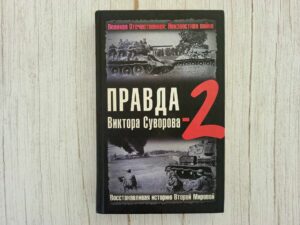 Великая Отечественная: Неизвестная война
ПРАВДА
Виктора Суворова-2
Восстанавливая историю Второй Мировой